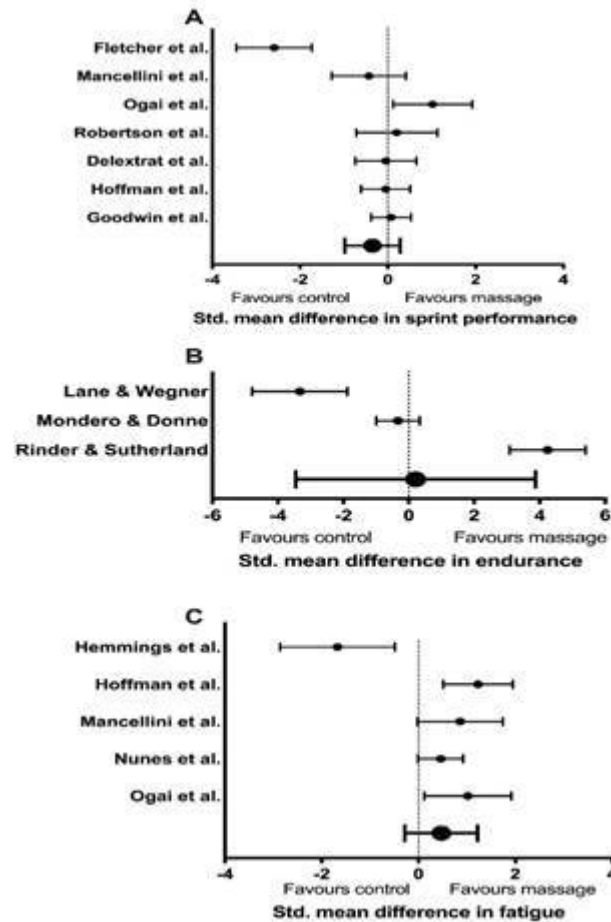 A
Fletcher et al.
Mancellini et al.
Ogai et al.
Robertson et al.
Delextrat et al.
Hoffman et al.
Goodwin et al.
-4 -2 0 2 4
Favours control Favours massage
Std. mean difference in sprint performance
B
Lane & Wegner
Mondero & Donne
Rinder & Sutherland
-6 -4 -2 0 2 4 6
Favours control Favours massage
Std. mean difference in endurance
C
Hemmings et al.
Hoffman et al.
Mancellini et al.
Nunes et al.
Ogai et al.
-4 -2 0 2 4
Favours control Favours massage
Std. mean difference in fatigue